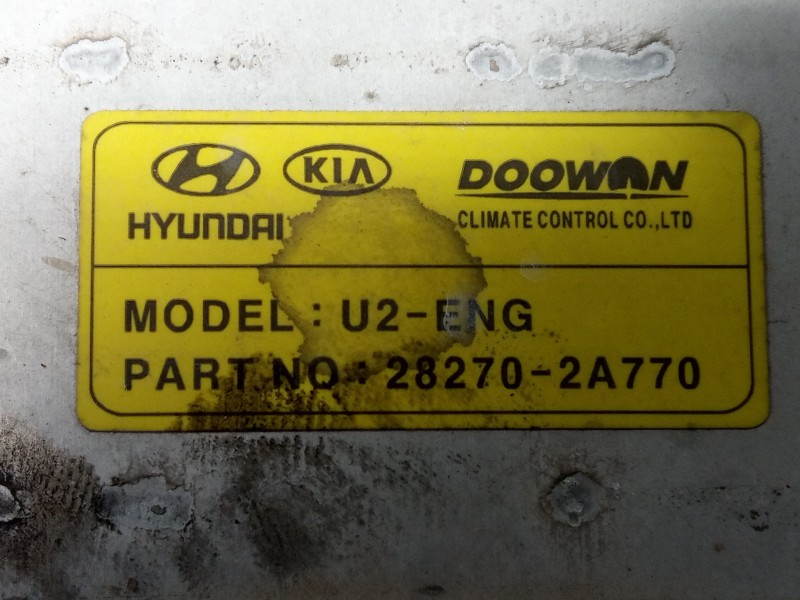 KIA DOOWON
HYUNDAI CLIMATE CONTROL CO.,LTD
MODEL : U2-ENG
PART NO : 28270-2A770